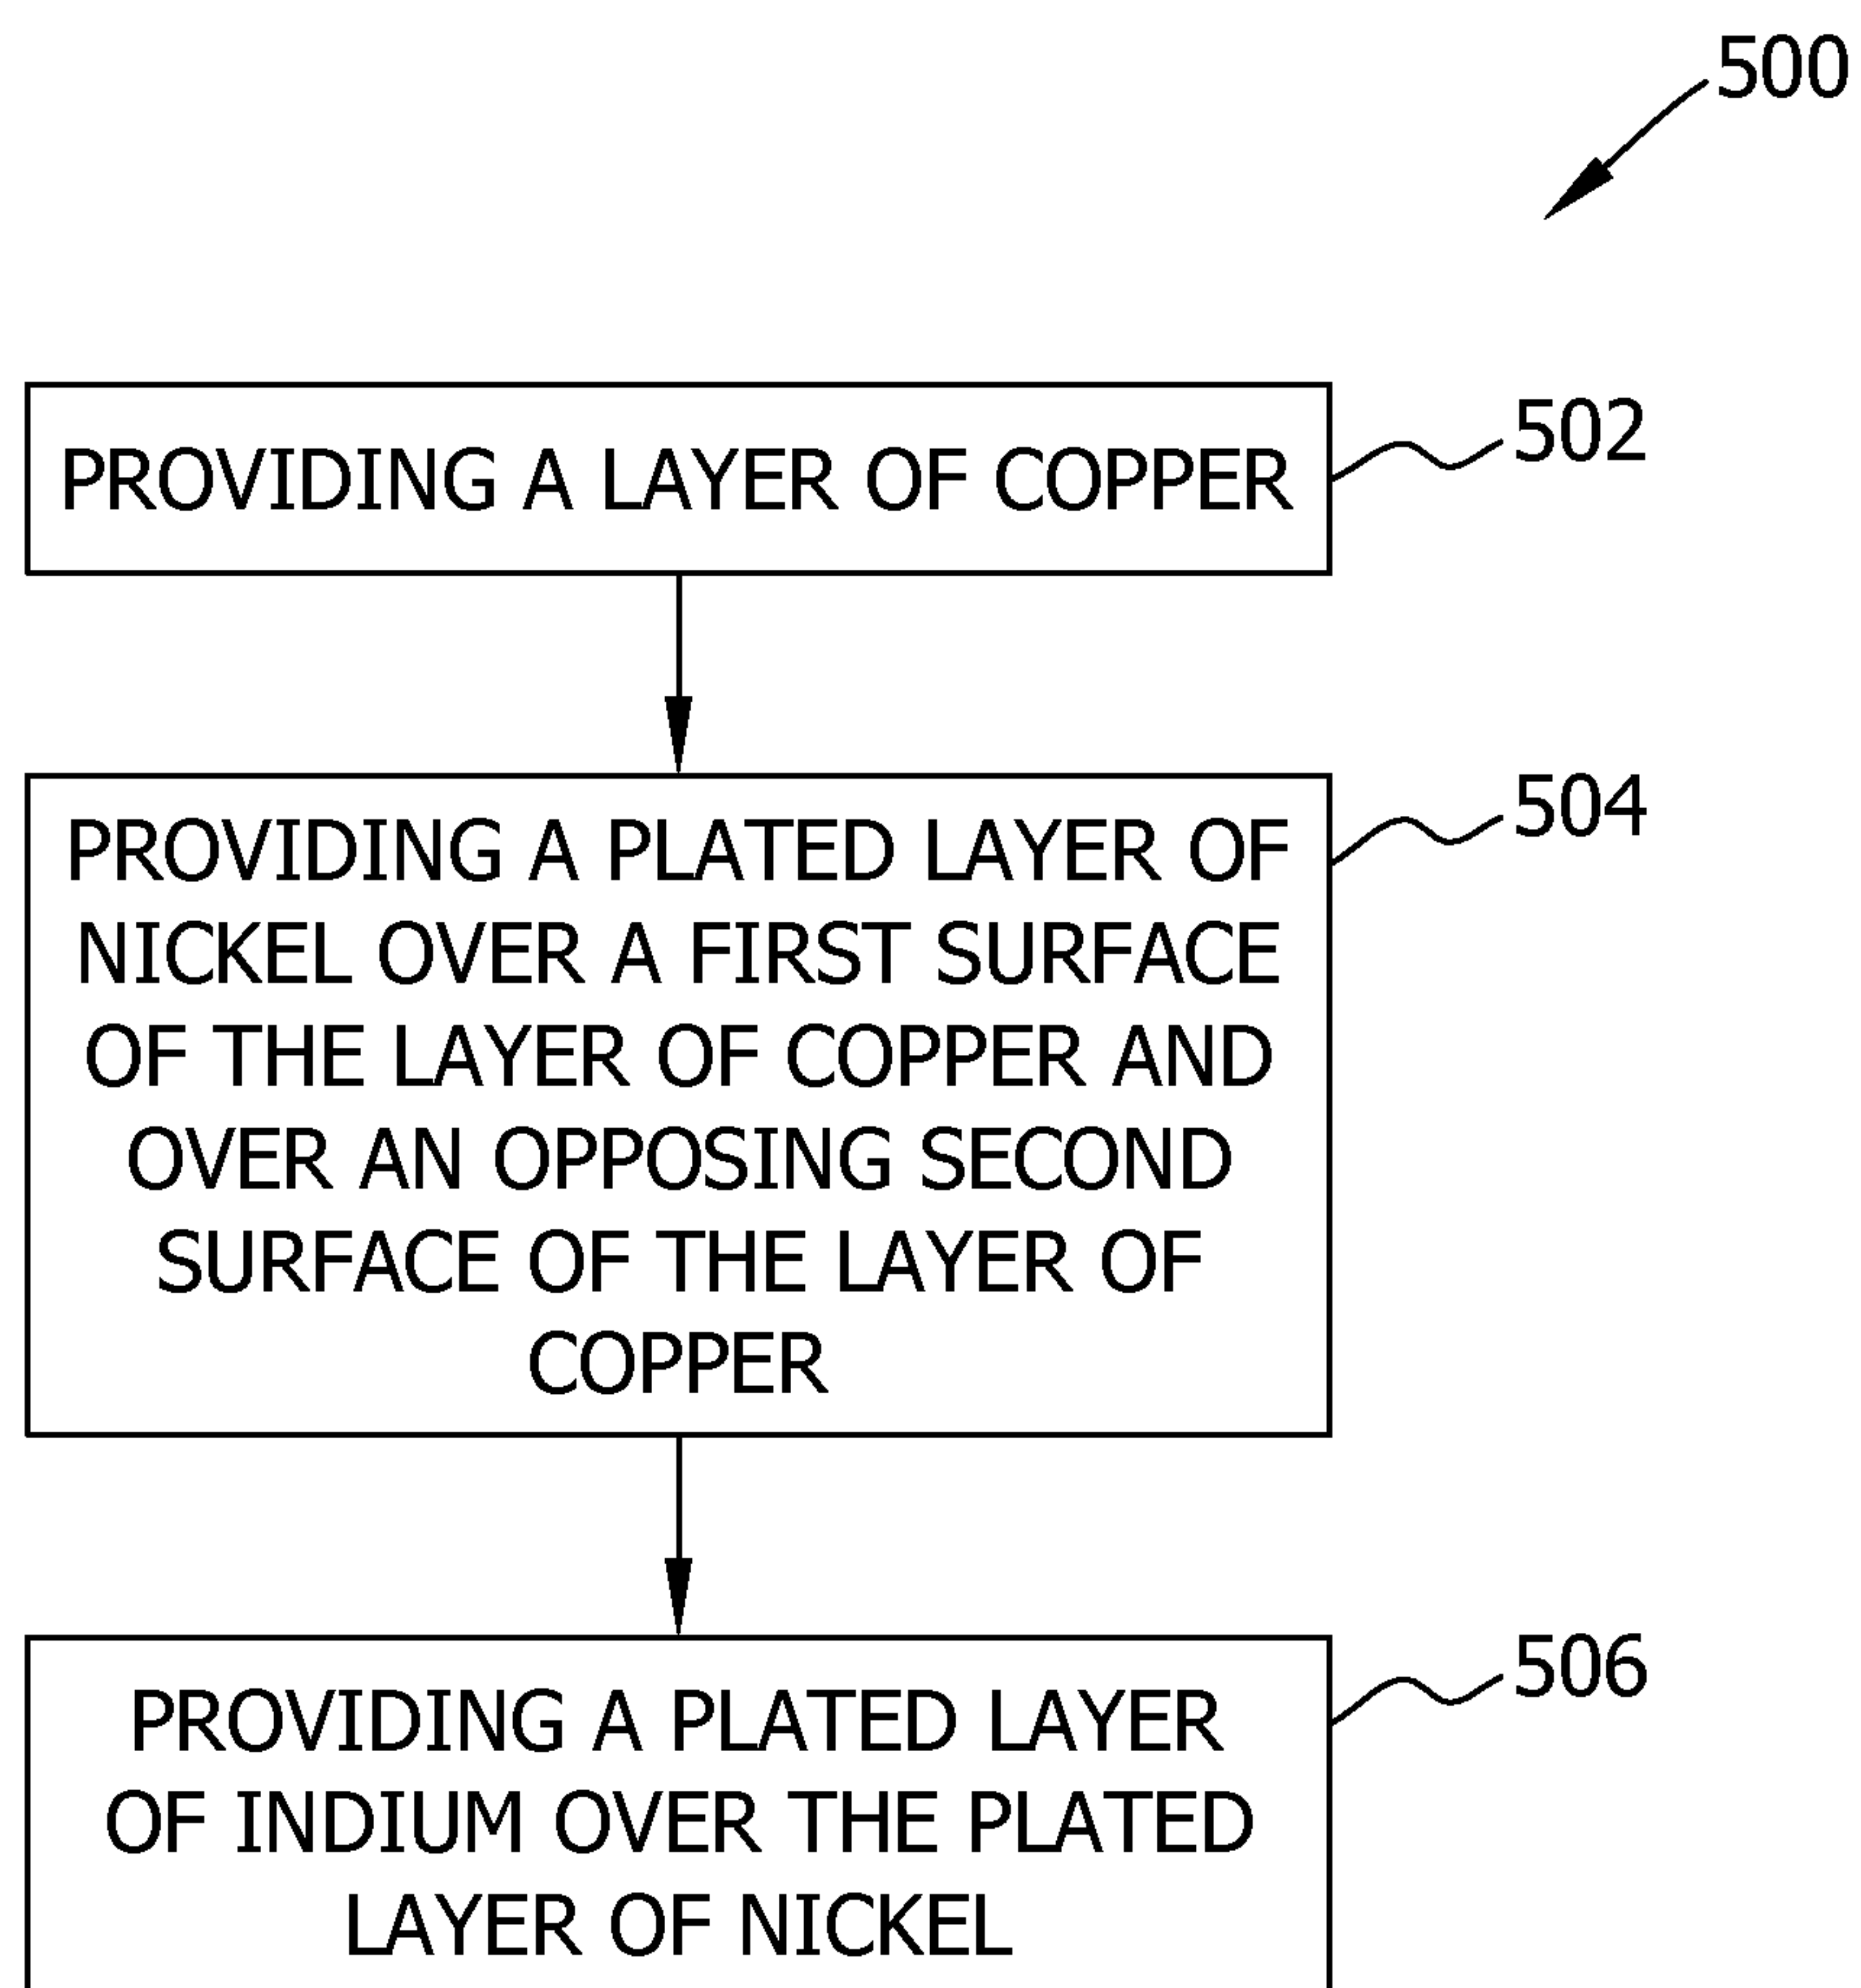 500
PROVIDING A LAYER OF COPPER
502
PROVIDING A PLATED LAYER OF
NICKEL OVER A FIRST SURFACE
OF THE LAYER OF COPPER AND
OVER AN OPPOSING SECOND
SURFACE OF THE LAYER OF
COPPER
504
PROVIDING A PLATED LAYER
OF INDIUM OVER THE PLATED
LAYER OF NICKEL
506